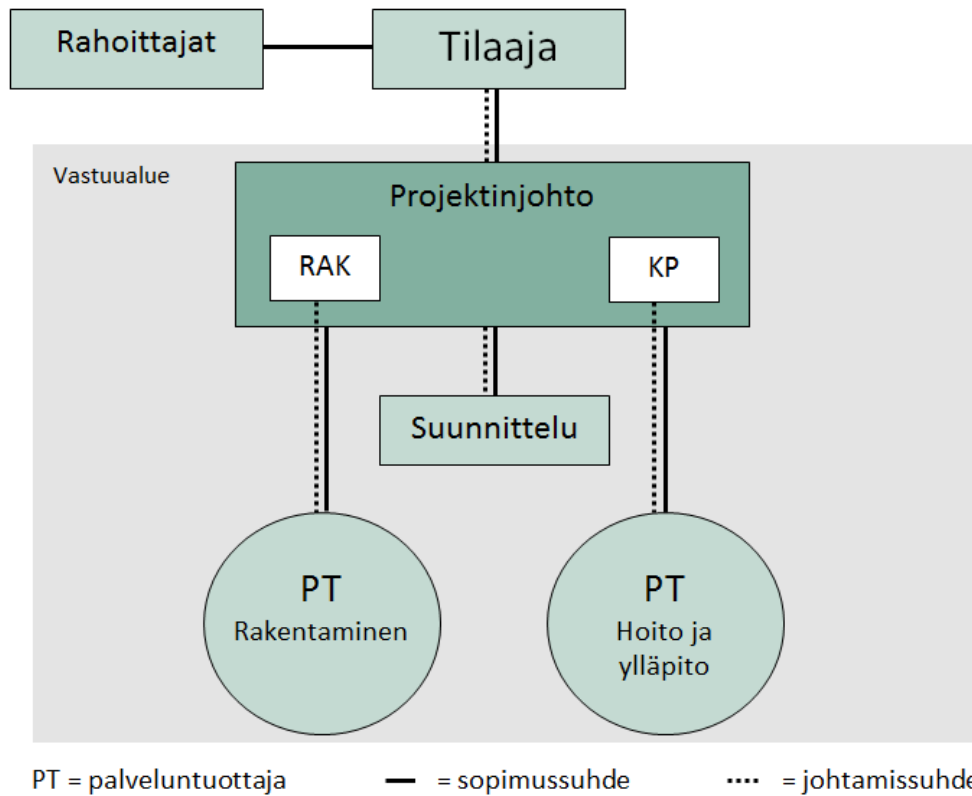 Rahoittajat
Tilaaja
Vastuualue
Projektinjohto
RAK
KP
Suunnittelu
PT
Rakentaminen
PT
Hoito ja
ylläpito
PT = palveluntuottaja
= sopimussuhde
= johtamissuhde